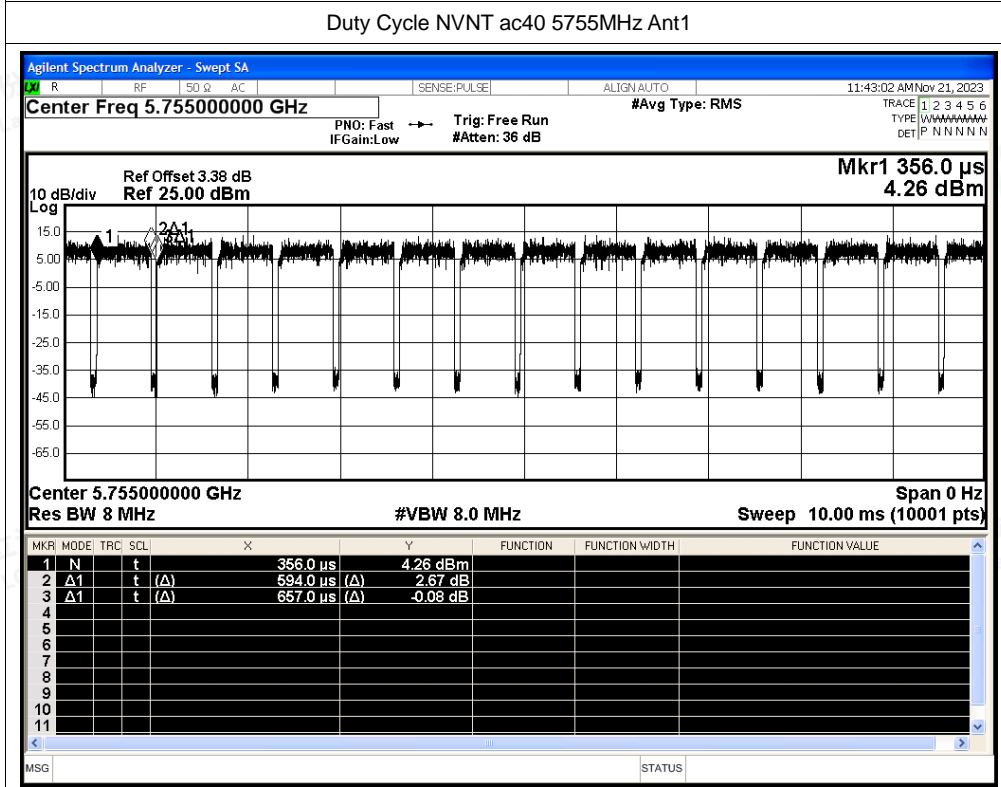 Duty Cycle NVNT ac40 5755MHz Ant1
Agilent Spectrum Analyzer - Swept SA
LXI R RF 50 Ω AC SENSE:PULSE ALIGN AUTO 11:43:02 AM Nov 21, 2023
Center Freq 5.755000000 GHz #Avg Type: RMS TRACE 1 2 3 4 5 6
PNO: Fast Trig: Free Run TYPE W
IFGain:Low #Atten: 36 dB DET P N N N N N
Mkr1 356.0 µs
Ref Offset 3.38 dB
10 dB/div Ref 25.00 dBm 4.26 dBm
Log
15.0
1 2Δ1
3Δ1
5.00
-5.00
-15.0
-25.0
-35.0
-45.0
-55.0
-65.0
Center 5.755000000 GHz Span 0 Hz
Res BW 8 MHz #VBW 8.0 MHz Sweep 10.00 ms (10001 pts)
MKR MODE TRC SCL X Y FUNCTION FUNCTION WIDTH FUNCTION VALUE
1 N t 356.0 µs 4.26 dBm
2 Δ1 t (Δ) 594.0 µs (Δ) 2.67 dB
3 Δ1 t (Δ) 657.0 µs (Δ) -0.08 dB
4
5
6
7
8
9
10
11
MSG STATUS